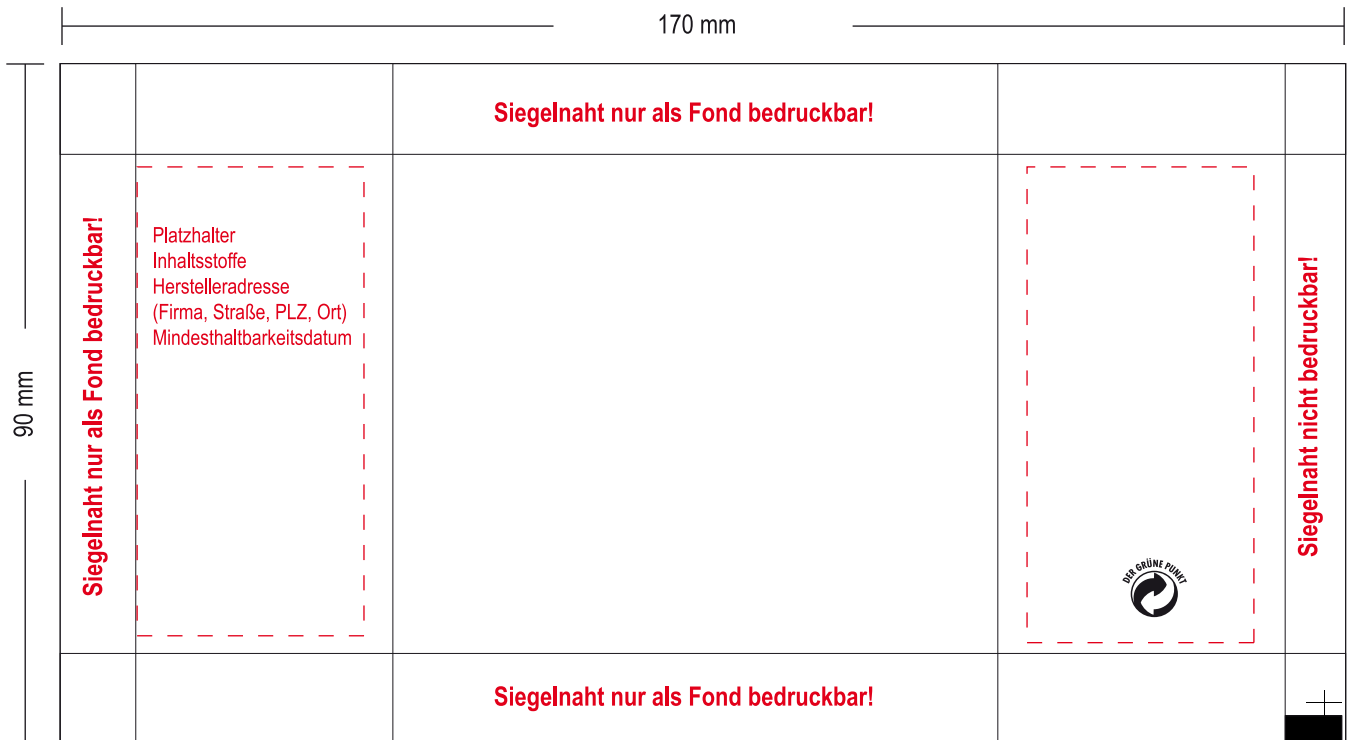 170 mm
Siegelnaht nur als Fond bedruckbar!
90 mm
Siegelnaht nur als Fond bedruckbar!
Platzhalter
Inhaltsstoffe
Herstelleradresse
(Firma, Straße, PLZ, Ort)
Mindesthaltbarkeitsdatum
DER GRÜNE PUNKT
Siegelnaht nicht bedruckbar!
Siegelnaht nur als Fond bedruckbar!